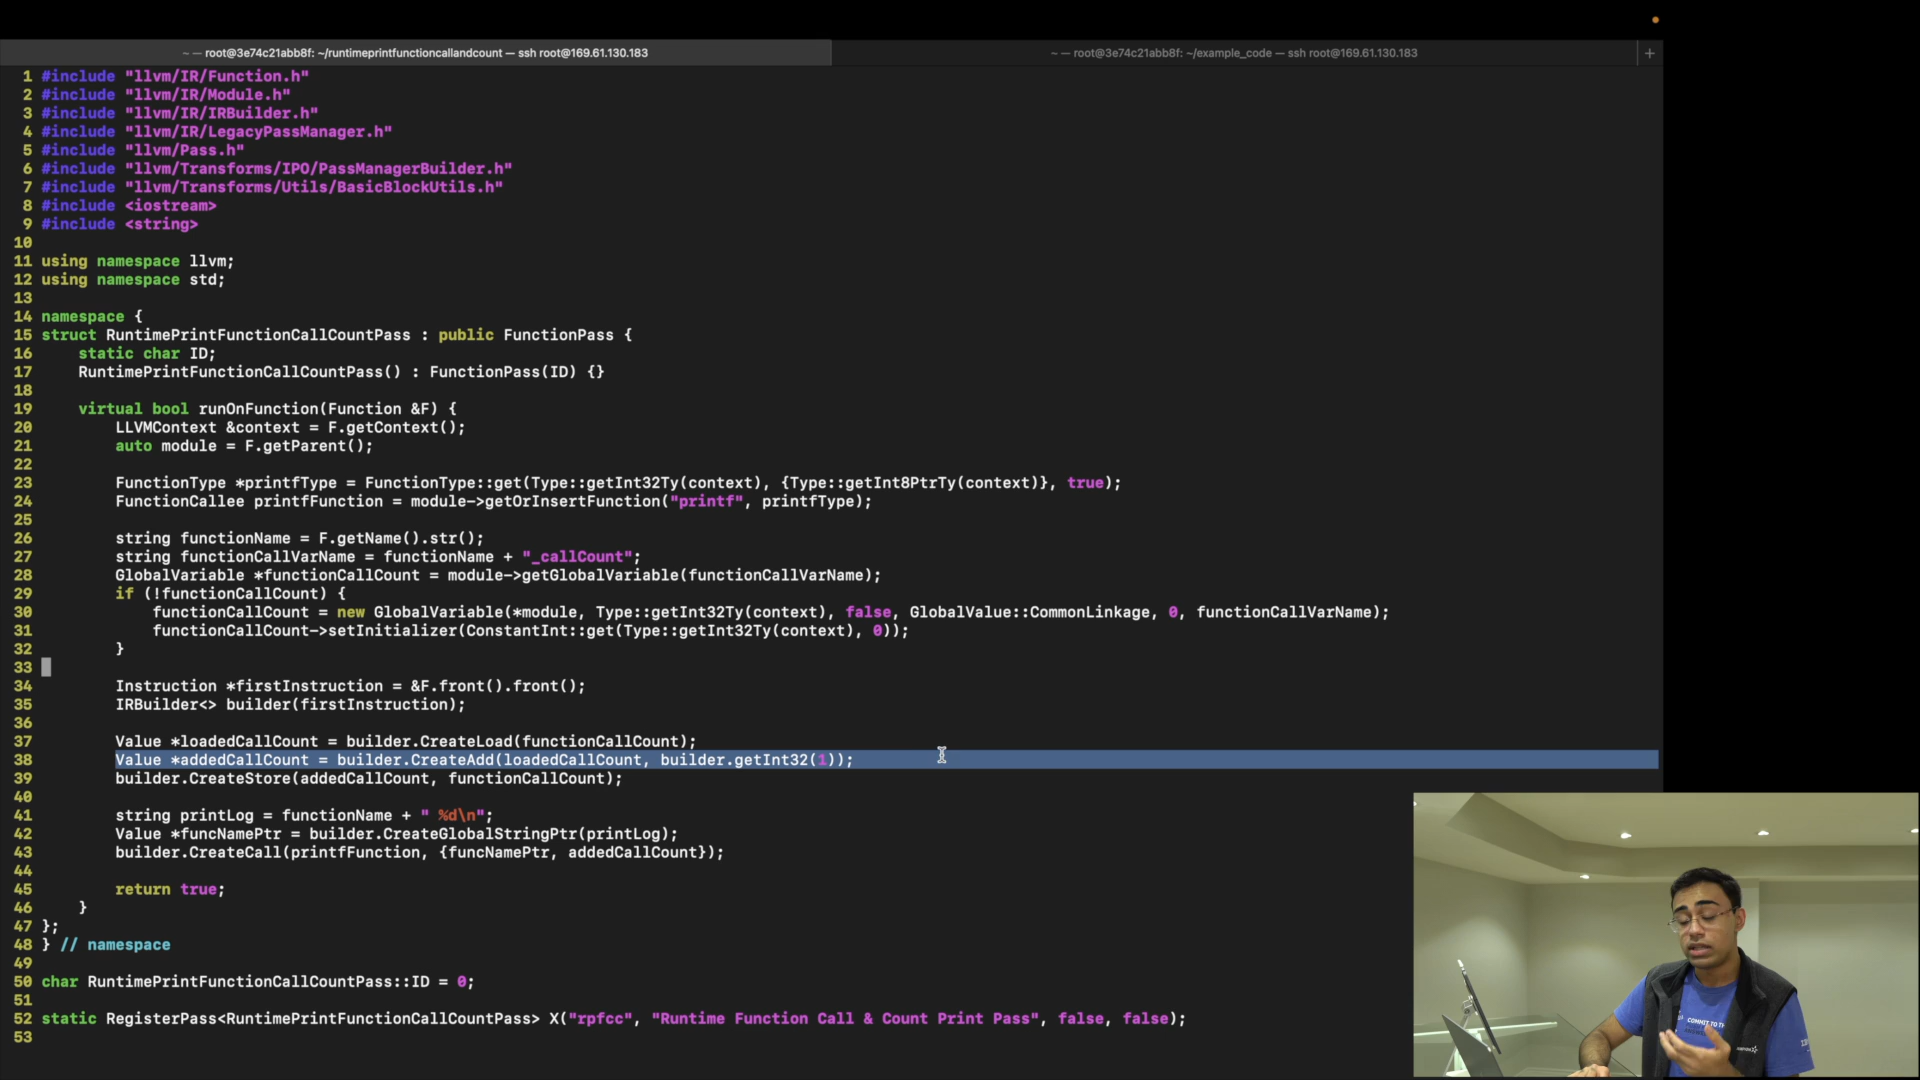 ~ — root@3e74c21abb8f: ~/runtimeprintfunctioncallandcount — ssh root@169.61.130.183
~ — root@3e74c21abb8f: ~/example_code — ssh root@169.61.130.183
+
1 #include "llvm/IR/Function.h"
2 #include "llvm/IR/Module.h"
3 #include "llvm/IR/IRBuilder.h"
4 #include "llvm/IR/LegacyPassManager.h"
5 #include "llvm/Pass.h"
6 #include "llvm/Transforms/IPO/PassManagerBuilder.h"
7 #include "llvm/Transforms/Utils/BasicBlockUtils.h"
8 #include <iostream>
9 #include <string>
10
11 using namespace llvm;
12 using namespace std;
13
14 namespace {
15 struct RuntimePrintFunctionCallCountPass : public FunctionPass {
16     static char ID;
17     RuntimePrintFunctionCallCountPass() : FunctionPass(ID) {}
18
19     virtual bool runOnFunction(Function &F) {
20         LLVMContext &context = F.getContext();
21         auto module = F.getParent();
22
23         FunctionType *printfType = FunctionType::get(Type::getInt32Ty(context), {Type::getInt8PtrTy(context)}, true);
24         FunctionCallee printfFunction = module->getOrInsertFunction("printf", printfType);
25
26         string functionName = F.getName().str();
27         string functionCallVarName = functionName + "_callCount";
28         GlobalVariable *functionCallCount = module->getGlobalVariable(functionCallVarName);
29         if (!functionCallCount) {
30             functionCallCount = new GlobalVariable(*module, Type::getInt32Ty(context), false, GlobalValue::CommonLinkage, 0, functionCallVarName);
31             functionCallCount->setInitializer(ConstantInt::get(Type::getInt32Ty(context), 0));
32         }
33
34         Instruction *firstInstruction = &F.front().front();
35         IRBuilder<> builder(firstInstruction);
36
37         Value *loadedCallCount = builder.CreateLoad(functionCallCount);
38         Value *addedCallCount = builder.CreateAdd(loadedCallCount, builder.getInt32(1));
39         builder.CreateStore(addedCallCount, functionCallCount);
40
41         string printLog = functionName + " %d\n";
42         Value *funcNamePtr = builder.CreateGlobalStringPtr(printLog);
43         builder.CreateCall(printfFunction, {funcNamePtr, addedCallCount});
44
45         return true;
46     }
47 };
48 } // namespace
49
50 char RuntimePrintFunctionCallCountPass::ID = 0;
51
52 static RegisterPass<RuntimePrintFunctionCallCountPass> X("rpfcc", "Runtime Function Call & Count Print Pass", false, false);
53
COMMIT TO